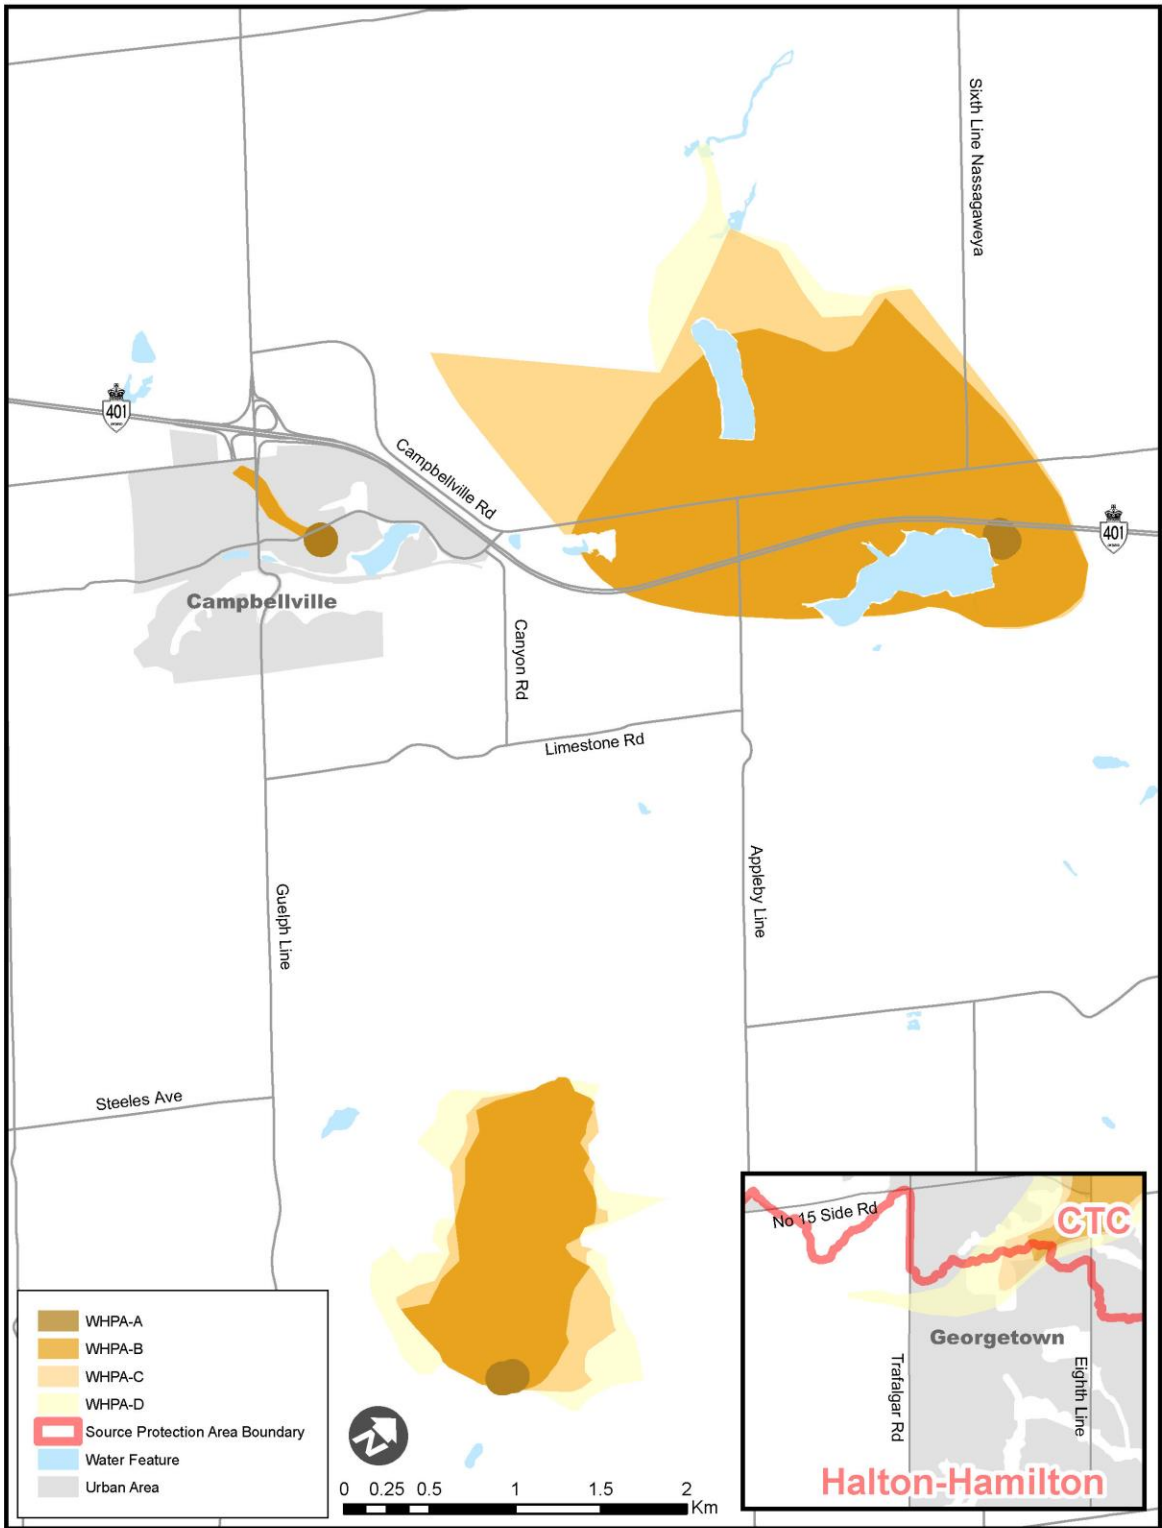 Sixth Line Nassagaweya
401
ONTARIO
Campbellville Rd
401
ONTARIO
Campbellville
Canyon Rd
Limestone Rd
Appleby Line
Guelph Line
Steeles Ave
WHPA-A
WHPA-B
WHPA-C
WHPA-D
Source Protection Area Boundary
Water Feature
Urban Area
N
0 0.25 0.5 1 1.5 2
Km
No 15 Side Rd
CTC
Georgetown
Trafalgar Rd
Eighth Line
Halton-Hamilton